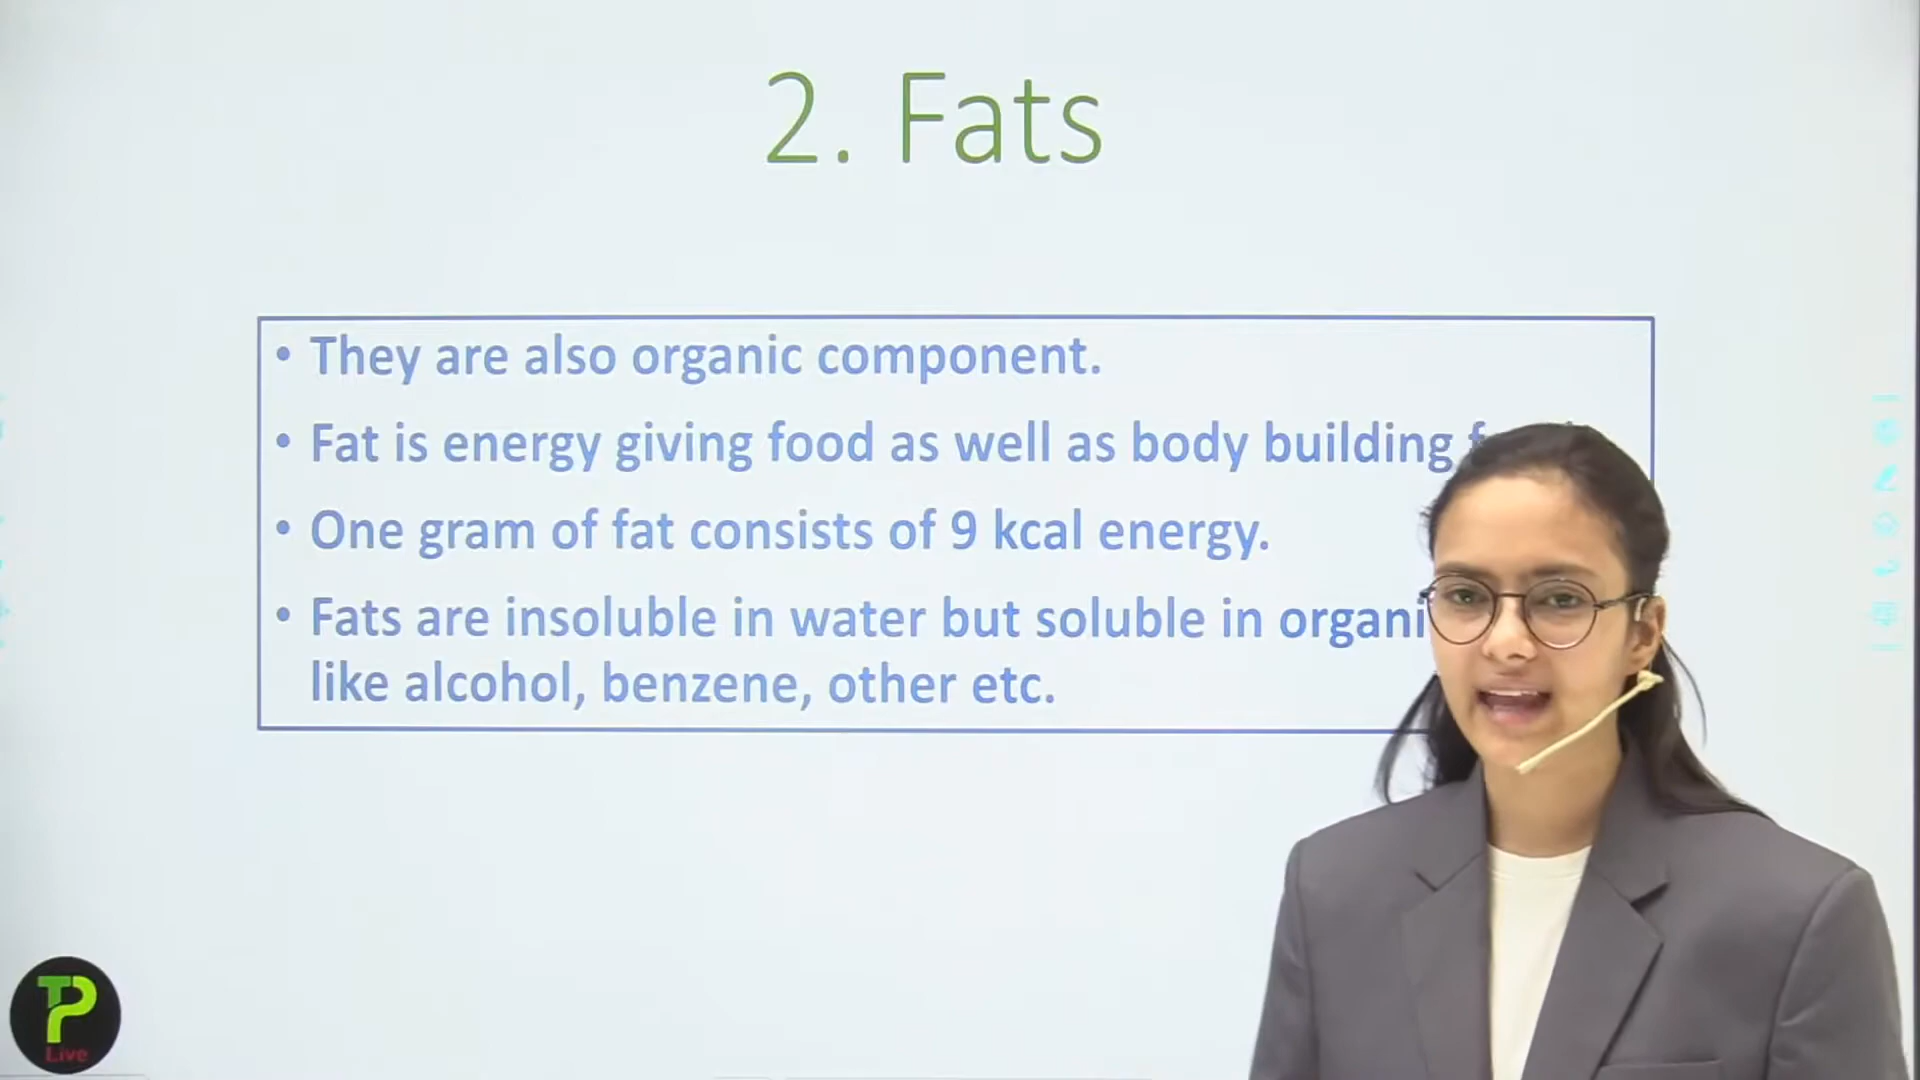 2. Fats
• They are also organic component.
• Fat is energy giving food as well as body building
• One gram of fat consists of 9 kcal energy.
• Fats are insoluble in water but soluble in
like alcohol, benzene, other etc.
TP
Live